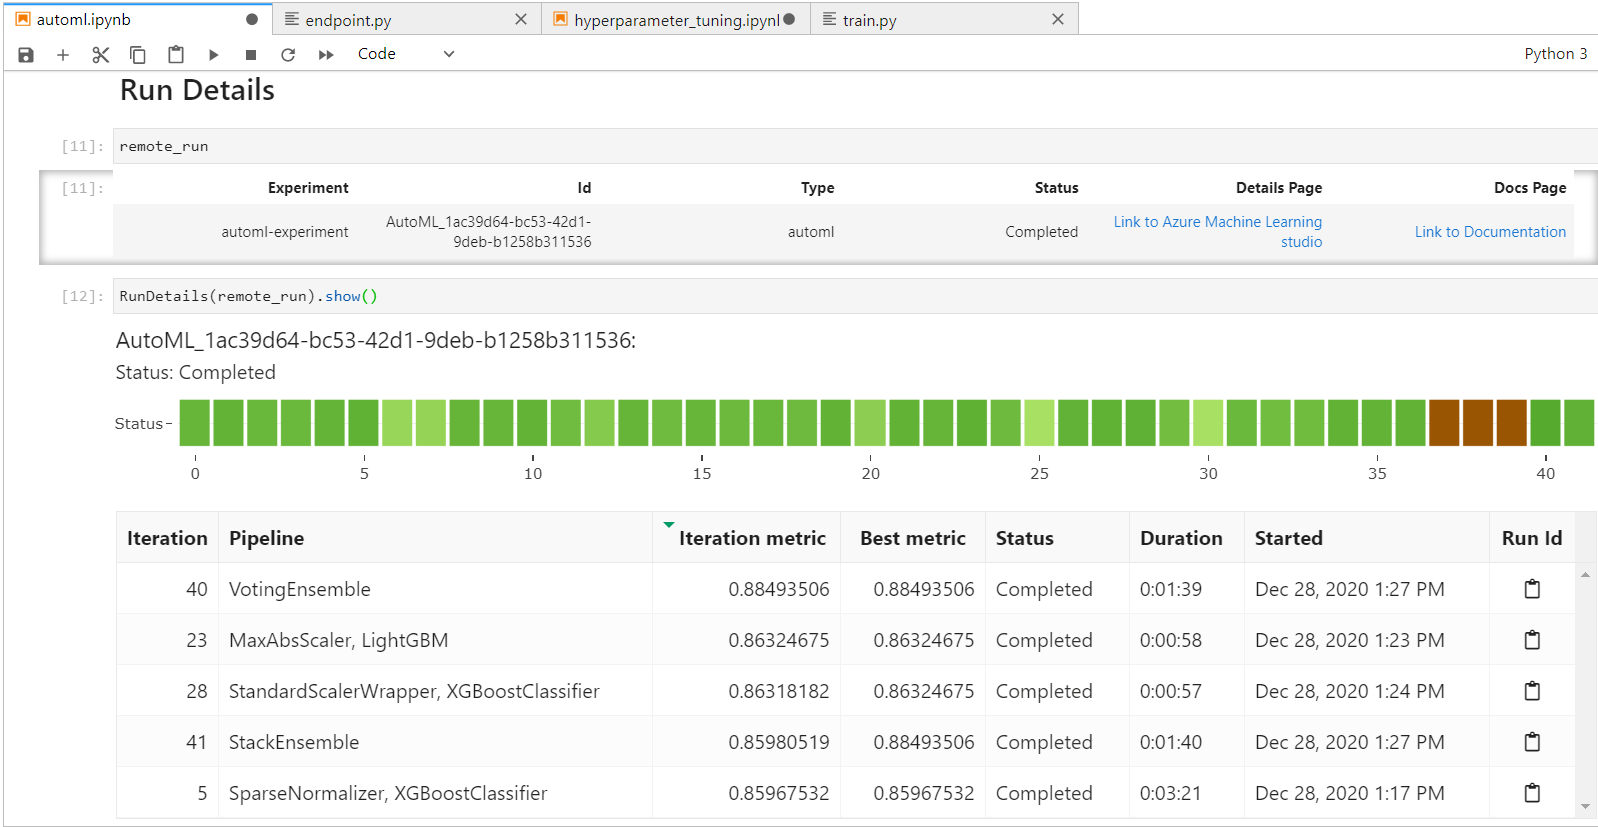 automl.ipynb endpoint.py hyperparameter_tuning.ipynl train.py
Code Python 3
Run Details
[11]: remote_run
[11]: Experiment Id Type Status Details Page Docs Page
automl-experiment AutoML_1ac39d64-bc53-42d1-9deb-b1258b311536 automl Completed Link to Azure Machine Learning studio Link to Documentation
[12]: RunDetails(remote_run).show()
AutoML_1ac39d64-bc53-42d1-9deb-b1258b311536:
Status: Completed
Status
0 5 10 15 20 25 30 35 40
Iteration Pipeline Iteration metric Best metric Status Duration Started Run Id
40 VotingEnsemble 0.88493506 0.88493506 Completed 0:01:39 Dec 28, 2020 1:27 PM
23 MaxAbsScaler, LightGBM 0.86324675 0.86324675 Completed 0:00:58 Dec 28, 2020 1:23 PM
28 StandardScalerWrapper, XGBoostClassifier 0.86318182 0.86324675 Completed 0:00:57 Dec 28, 2020 1:24 PM
41 StackEnsemble 0.85980519 0.88493506 Completed 0:01:40 Dec 28, 2020 1:27 PM
5 SparseNormalizer, XGBoostClassifier 0.85967532 0.85967532 Completed 0:03:21 Dec 28, 2020 1:17 PM